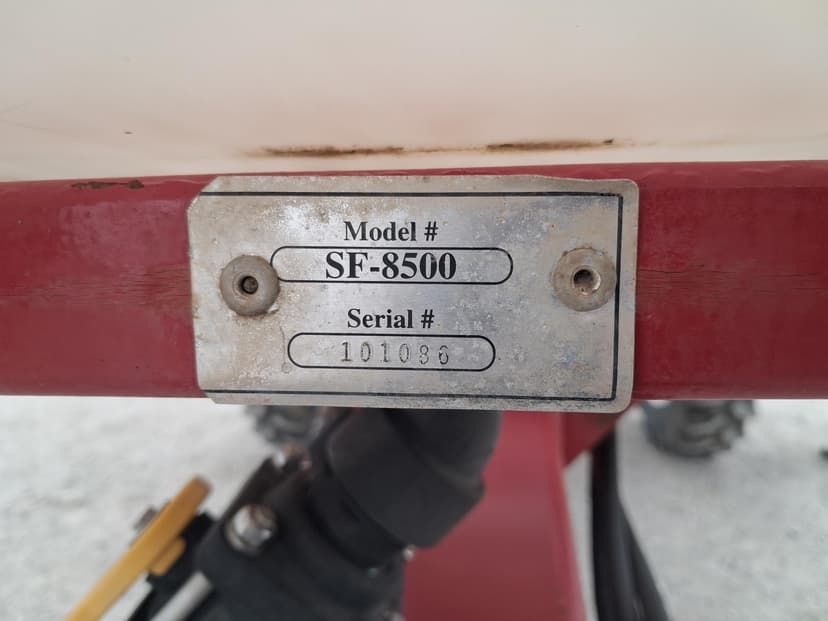 Model #
SF-8500
Serial #
101086